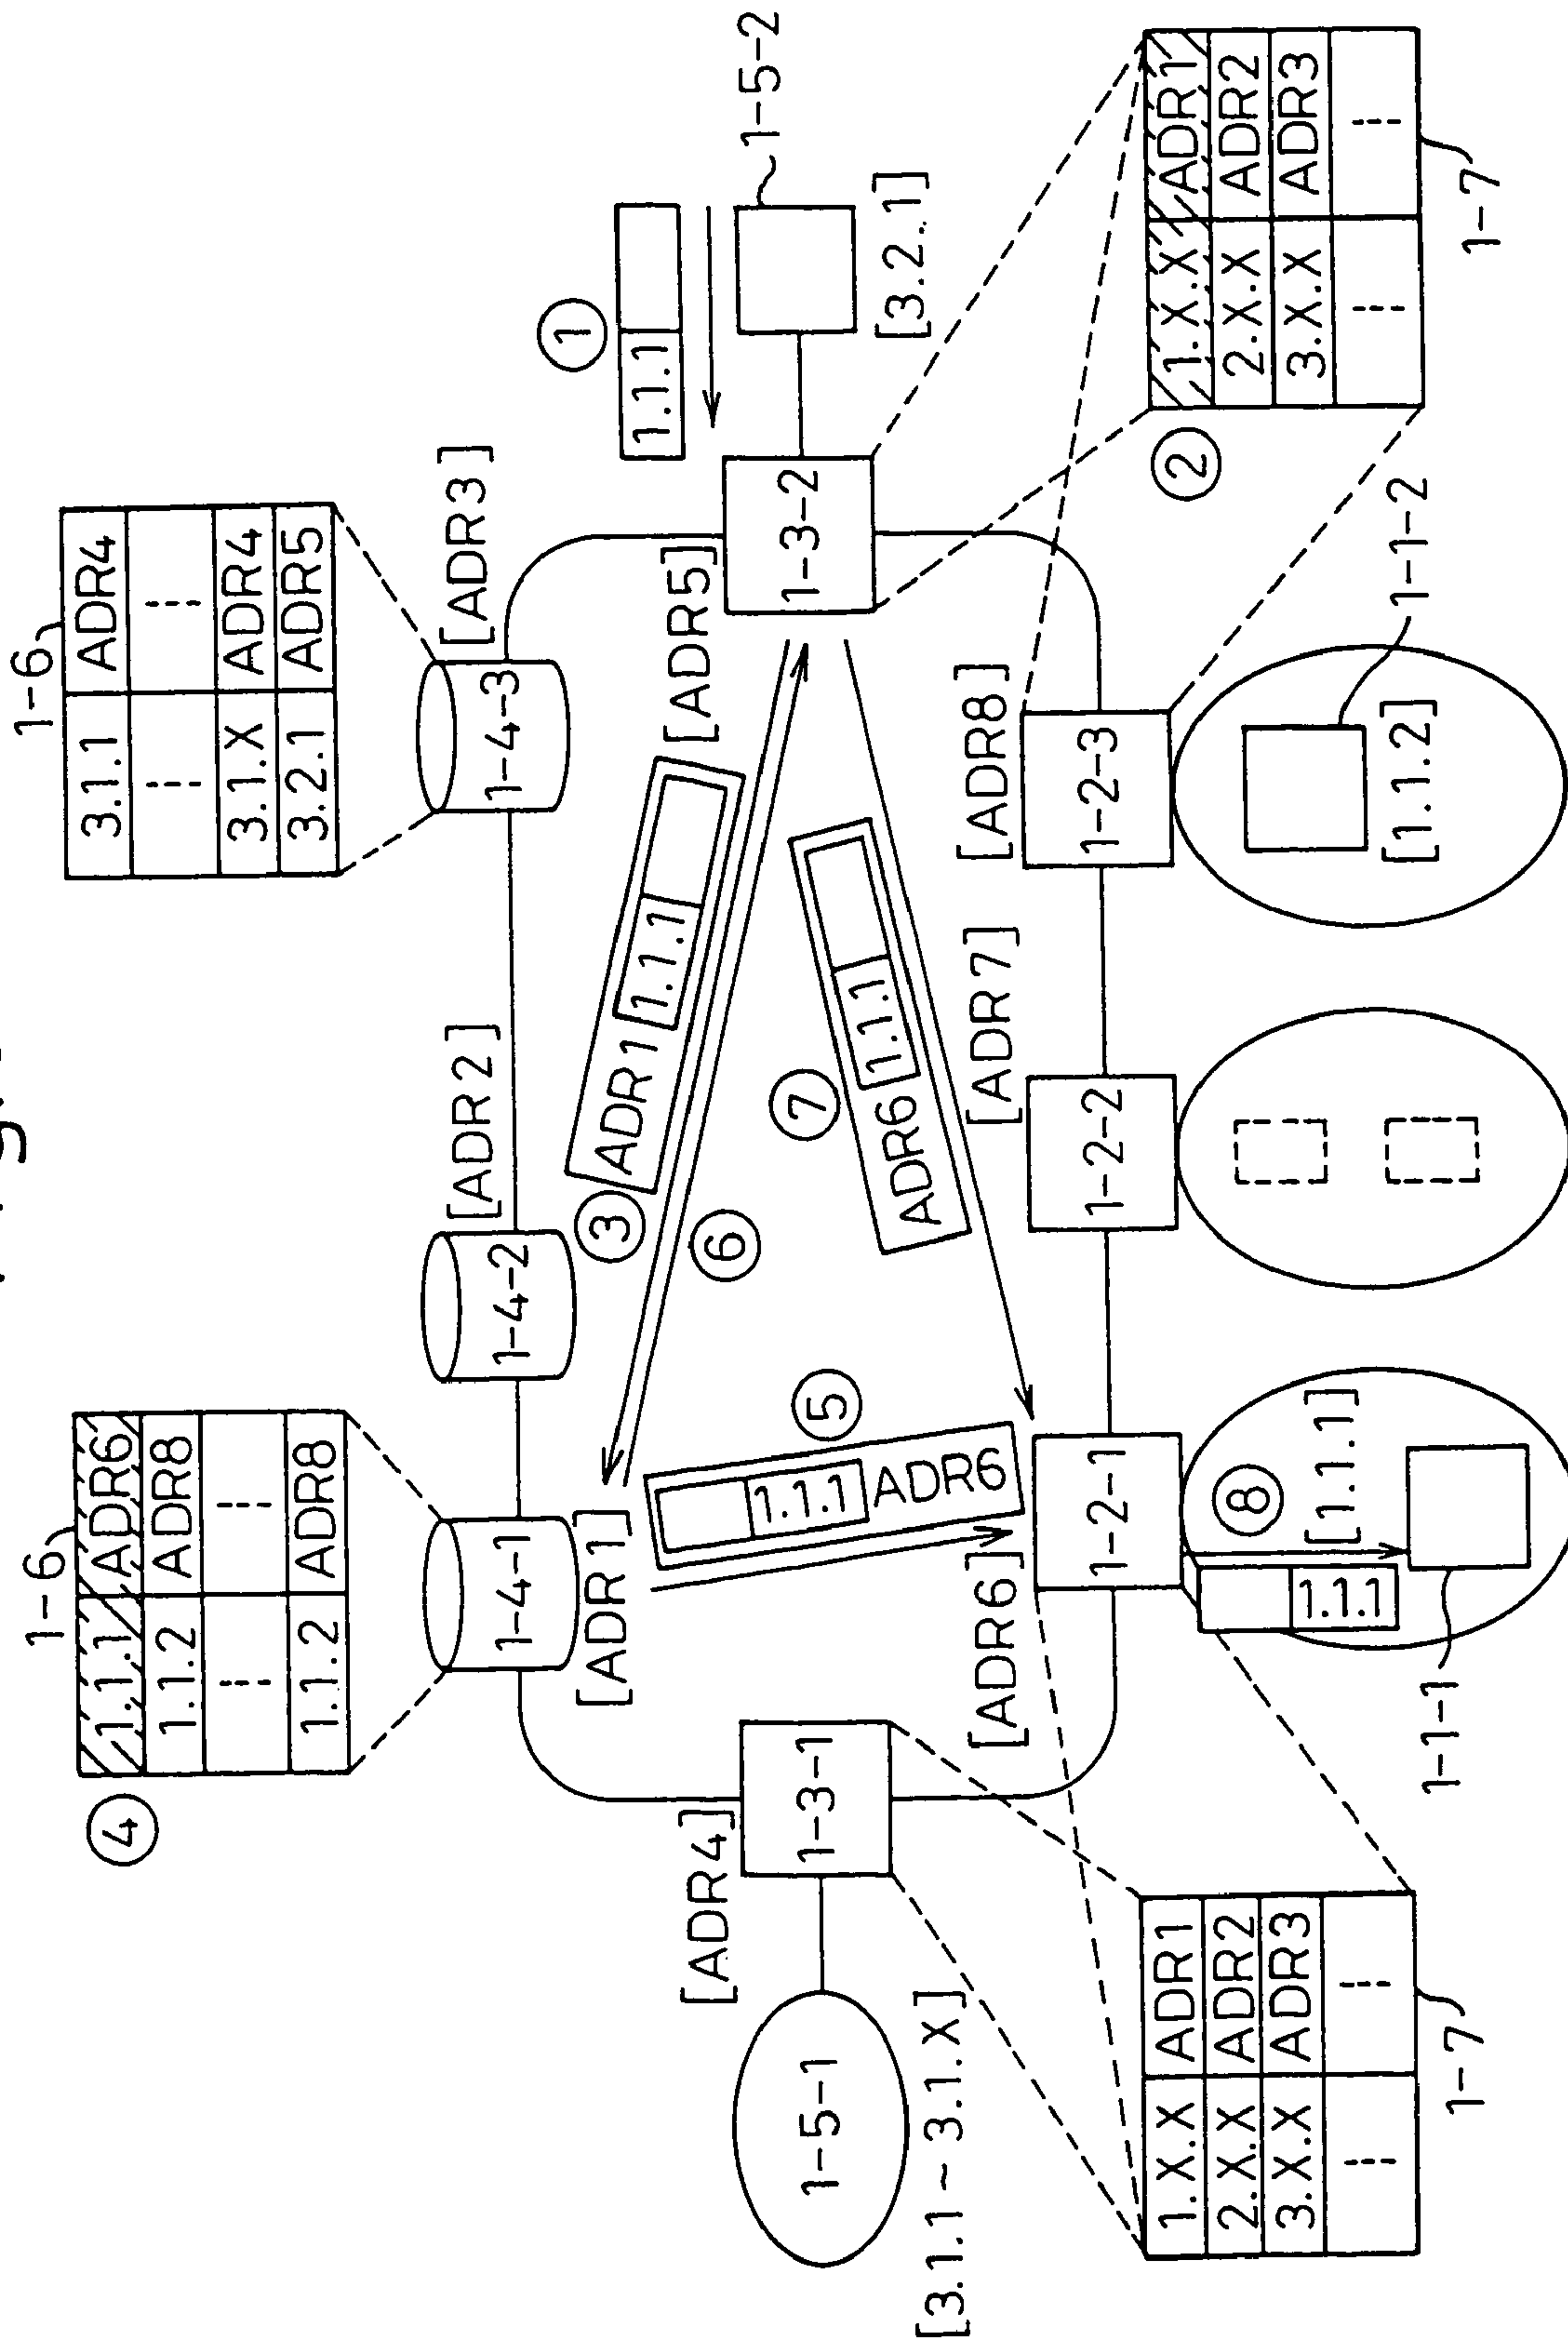 1-6
1-6
④
1.1.1 ADR6
1.1.2 ADR8
1.1.2 ADR8
3.1.1 ADR4
3.1.X ADR4
3.2.1 ADR5
1-4-1
[ADR1]
1-4-2
[ADR2]
1-4-3
[ADR3]
①
1.1.1
1-5-2
[3.2.1]
③
ADR1 1.1.1
⑥
[ADR5]
1-3-2
[ADR4]
1-3-1
1-5-1
[3.1.1~3.1.X]
⑤
1.1.1 ADR6
⑦
ADR6 1.1.1
[ADR6]
1-2-1
[ADR7]
1-2-2
[ADR8]
1-2-3
②
1.X.X ADR1
2.X.X ADR2
3.X.X ADR3
1-7
1.X.X ADR1
2.X.X ADR2
3.X.X ADR3
1-7
⑧
1.1.1
[1.1.1]
1-1-1
[1.1.2]
1-1-2